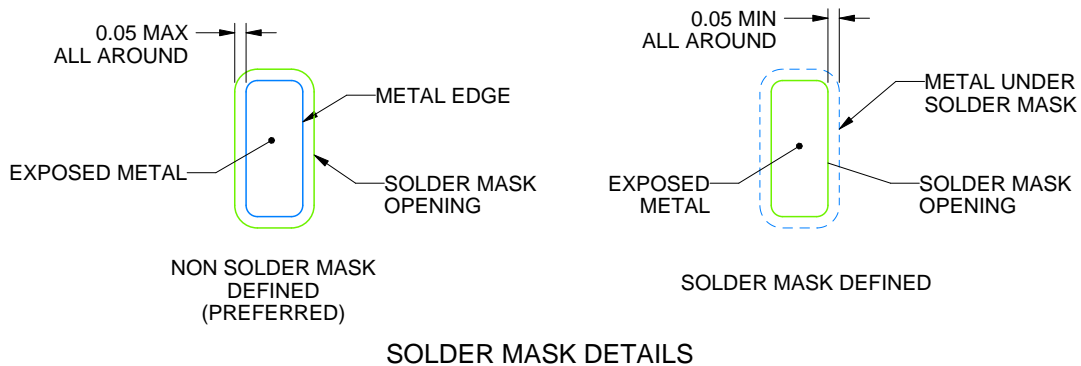 0.05 MAX
ALL AROUND
METAL EDGE
EXPOSED METAL
SOLDER MASK
OPENING
NON SOLDER MASK
DEFINED
(PREFERRED)
0.05 MIN
ALL AROUND
METAL UNDER
SOLDER MASK
EXPOSED
METAL
SOLDER MASK
OPENING
SOLDER MASK DEFINED
SOLDER MASK DETAILS